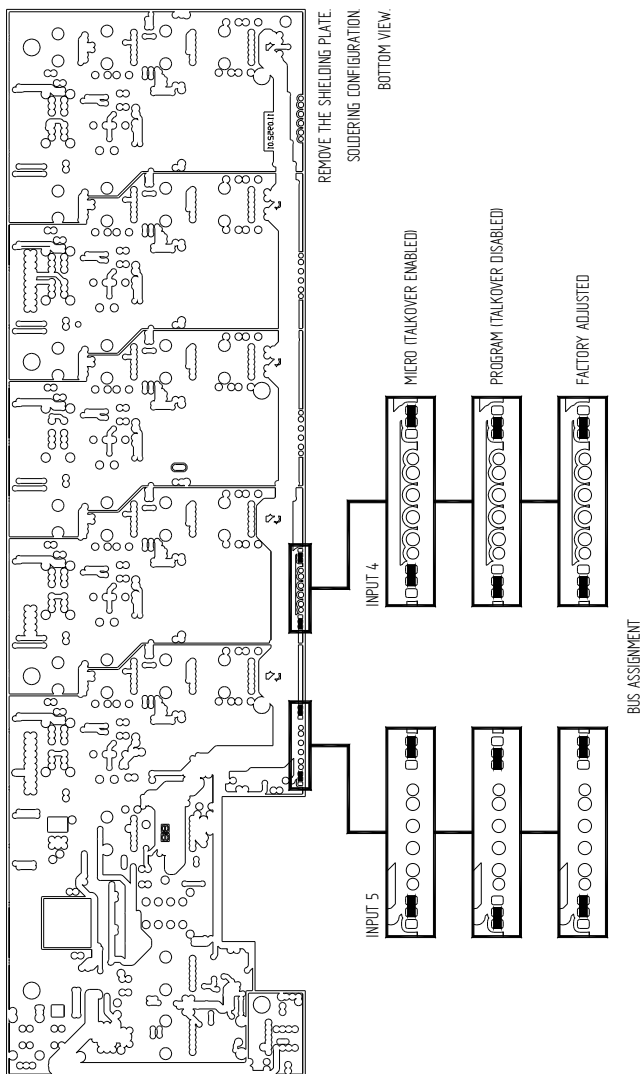 REMOVE THE SHIELDING PLATE.
SOLDERING CONFIGURATION.
BOTTOM VIEW.
INPUT 5
INPUT 4
MICRO (TALKOVER ENABLED)
PROGRAM (TALKOVER DISABLED)
FACTORY ADJUSTED
BUS ASSIGNMENT